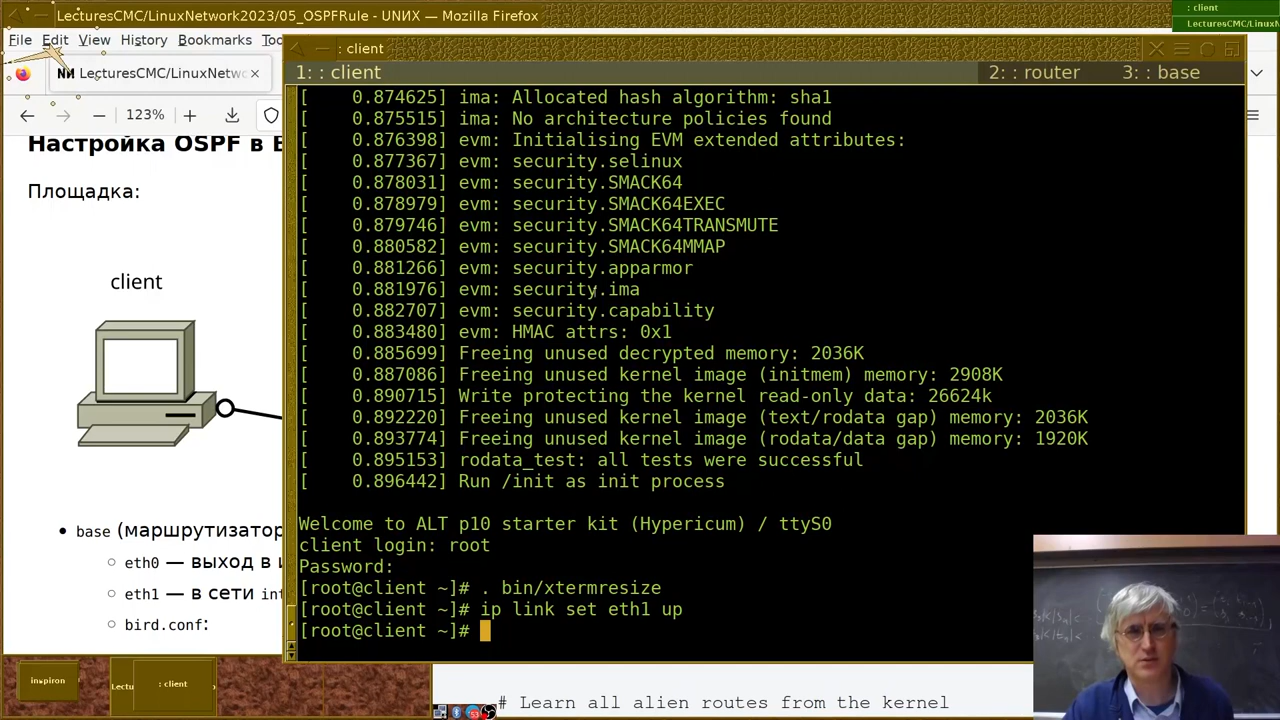 LecturesCMC/LinuxNetwork2023/05_OSPFRule - UNИX — Mozilla Firefox
: client
LecturesCMC/LinuxNetw
File Edit View History Bookmarks Too
: client
LecturesCMC/LinuxNetwo
1: : client 2: : router 3: : base
123%
Настройка OSPF в B
Площадка:
client
base (маршрутизатор
eth0 — выход в и
eth1 — в сети int
bird.conf:
[    0.874625] ima: Allocated hash algorithm: sha1
[    0.875515] ima: No architecture policies found
[    0.876398] evm: Initialising EVM extended attributes:
[    0.877367] evm: security.selinux
[    0.878031] evm: security.SMACK64
[    0.878979] evm: security.SMACK64EXEC
[    0.879746] evm: security.SMACK64TRANSMUTE
[    0.880582] evm: security.SMACK64MMAP
[    0.881266] evm: security.apparmor
[    0.881976] evm: security.ima
[    0.882707] evm: security.capability
[    0.883480] evm: HMAC attrs: 0x1
[    0.885699] Freeing unused decrypted memory: 2036K
[    0.887086] Freeing unused kernel image (initmem) memory: 2908K
[    0.890715] Write protecting the kernel read-only data: 26624k
[    0.892220] Freeing unused kernel image (text/rodata gap) memory: 2036K
[    0.893774] Freeing unused kernel image (rodata/data gap) memory: 1920K
[    0.895153] rodata_test: all tests were successful
[    0.896442] Run /init as init process
Welcome to ALT p10 starter kit (Hypericum) / ttyS0
client login: root
Password:
[root@client ~]# . bin/xtermresize
[root@client ~]# ip link set eth1 up
[root@client ~]#
inspiron
Lectu
: client
# Learn all alien routes from the kernel